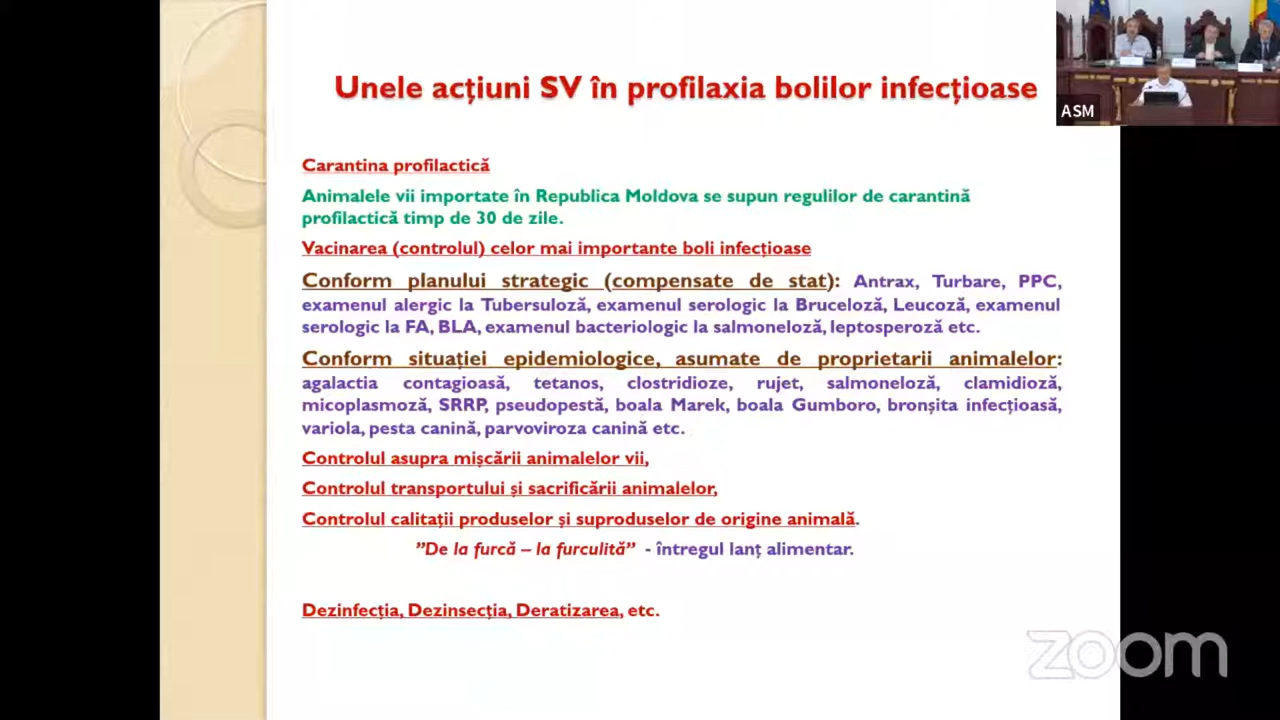 Unele acțiuni SV în profilaxia bolilor infecțioase
ASM
Carantina profilactică
Animalele vii importate în Republica Moldova se supun regulilor de carantină
profilactică timp de 30 de zile.
Vacinarea (controlul) celor mai importante boli infecțioase
Conform planului strategic (compensate de stat): Antrax, Turbare, PPC,
examenul alergic la Tubersuloză, examenul serologic la Bruceloză, Leucoză, examenul
serologic la FA, BLA, examenul bacteriologic la salmoneloză, leptosperoză etc.
Conform situației epidemiologice, asumate de proprietarii animalelor:
agalactia contagioasă, tetanos, clostridioze, rujet, salmoneloză, clamidioză,
micoplasmoză, SRRP, pseudopestă, boala Marek, boala Gumboro, bronșita infecțioasă,
variola, pesta canină, parvoviroza canină etc.
Controlul asupra mișcării animalelor vii,
Controlul transportului și sacrificării animalelor,
Controlul calitații produselor și suproduselor de origine animală.
”De la furcă – la furculită” - întregul lanț alimentar.
Dezinfecția, Dezinsecția, Deratizarea, etc.
zoom